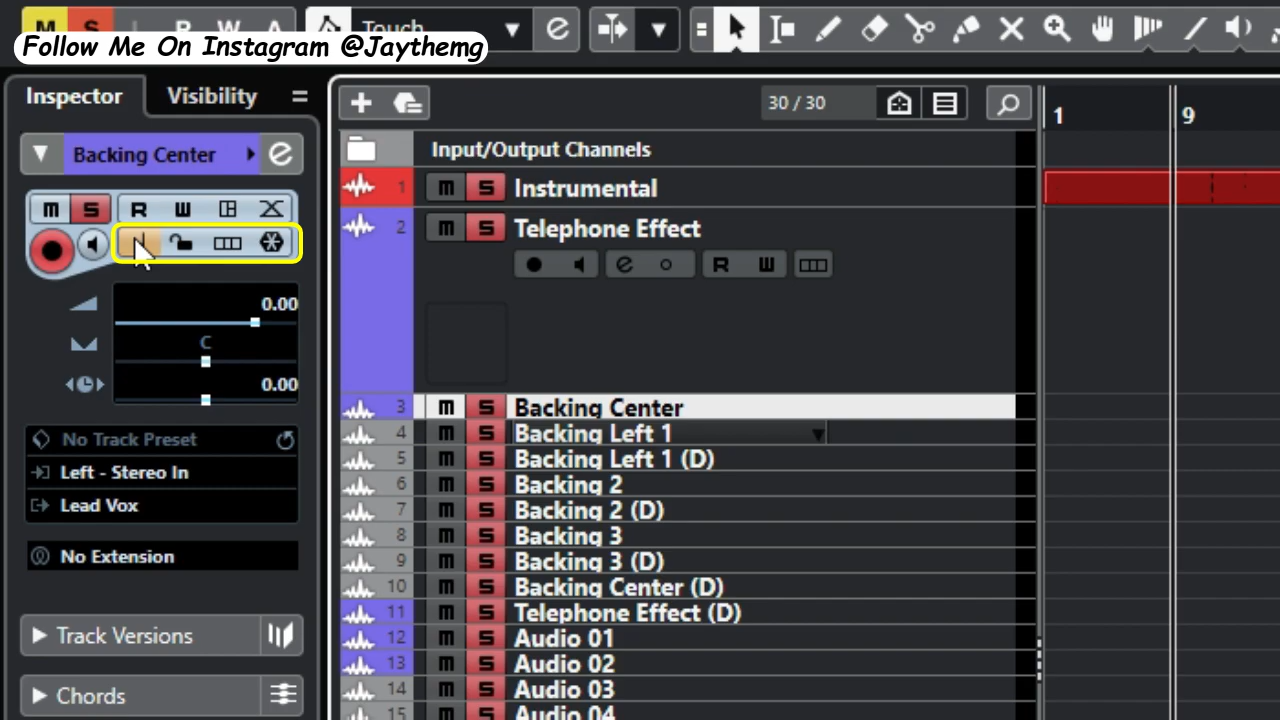 M S L R W A Touch
Follow Me On Instagram @Jaythemg
Inspector Visibility
30 / 30
1 9
Backing Center
Input/Output Channels
m S R W
1 m S Instrumental
2 m S Telephone Effect
R W
0.00
C
0.00
3 m S Backing Center
4 m S Backing Left 1
No Track Preset
5 m S Backing Left 1 (D)
Left - Stereo In
6 m S Backing 2
Lead Vox
7 m S Backing 2 (D)
8 m S Backing 3
No Extension
9 m S Backing 3 (D)
10 m S Backing Center (D)
11 m S Telephone Effect (D)
Track Versions
12 m S Audio 01
13 m S Audio 02
Chords
14 m S Audio 03
15 m S Audio 04